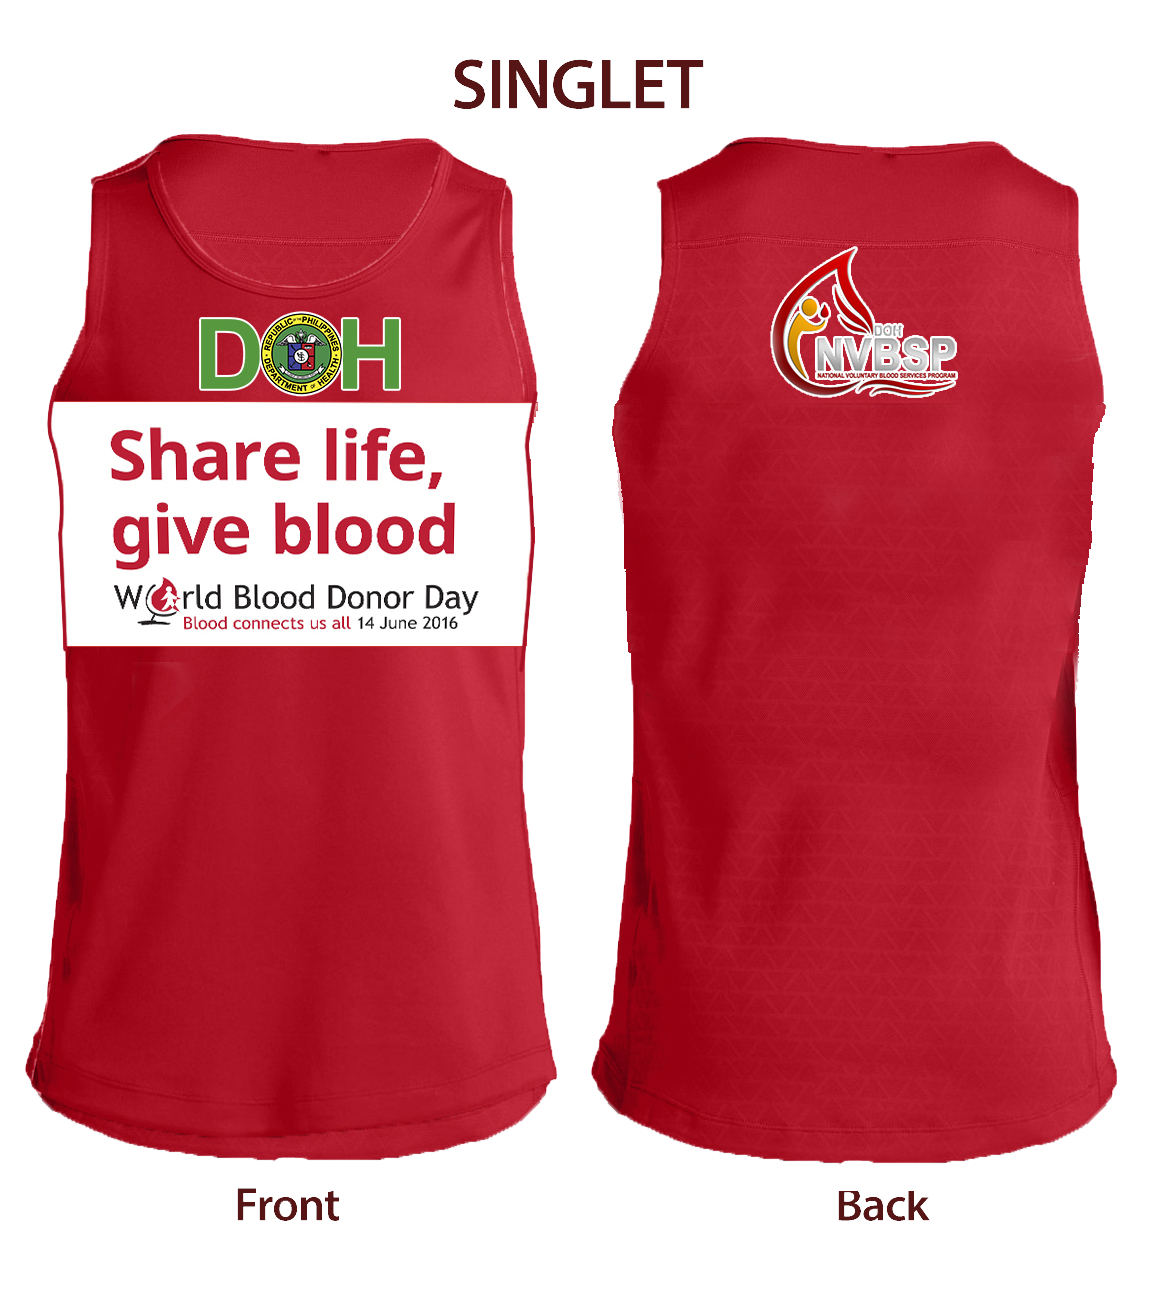 SINGLET
DOH
REPUBLIC OF THE PHILIPPINES
DEPARTMENT OF HEALTH
Share life,
give blood
World Blood Donor Day
Blood connects us all 14 June 2016
DOH
NVBSP
NATIONAL VOLUNTARY BLOOD SERVICES PROGRAM
Front
Back